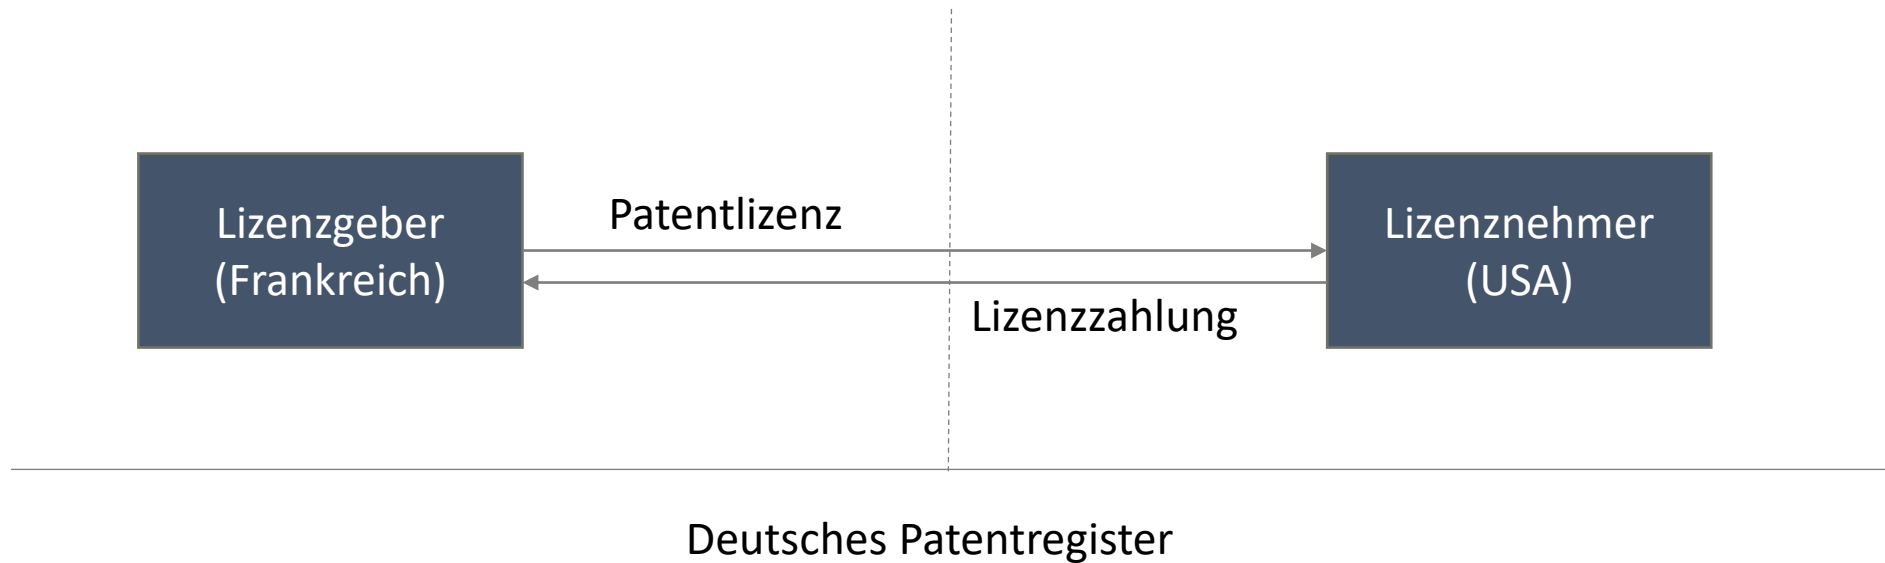 Lizenzgeber
(Frankreich)
Patentlizenz
Lizenzzahlung
Lizenznehmer
(USA)
Deutsches Patentregister